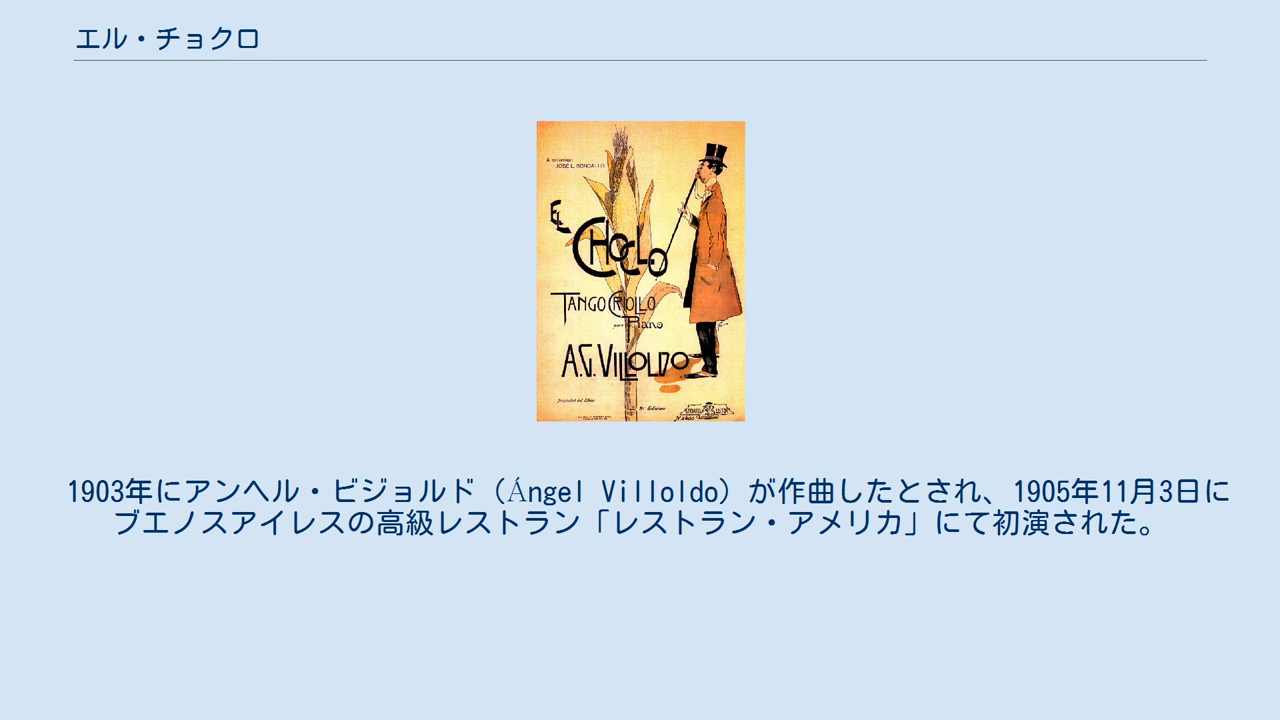 エル・チョクロ
A mi amigo
JOSE L. RONCALLO
EL
CHOCLO
TANGO CRIOLLO
para Piano
A.G. VILLOLDO
1903年にアンヘル・ビジョルド（Ángel Villoldo）が作曲したとされ、1905年11月3日に
ブエノスアイレスの高級レストラン「レストラン・アメリカ」にて初演された。